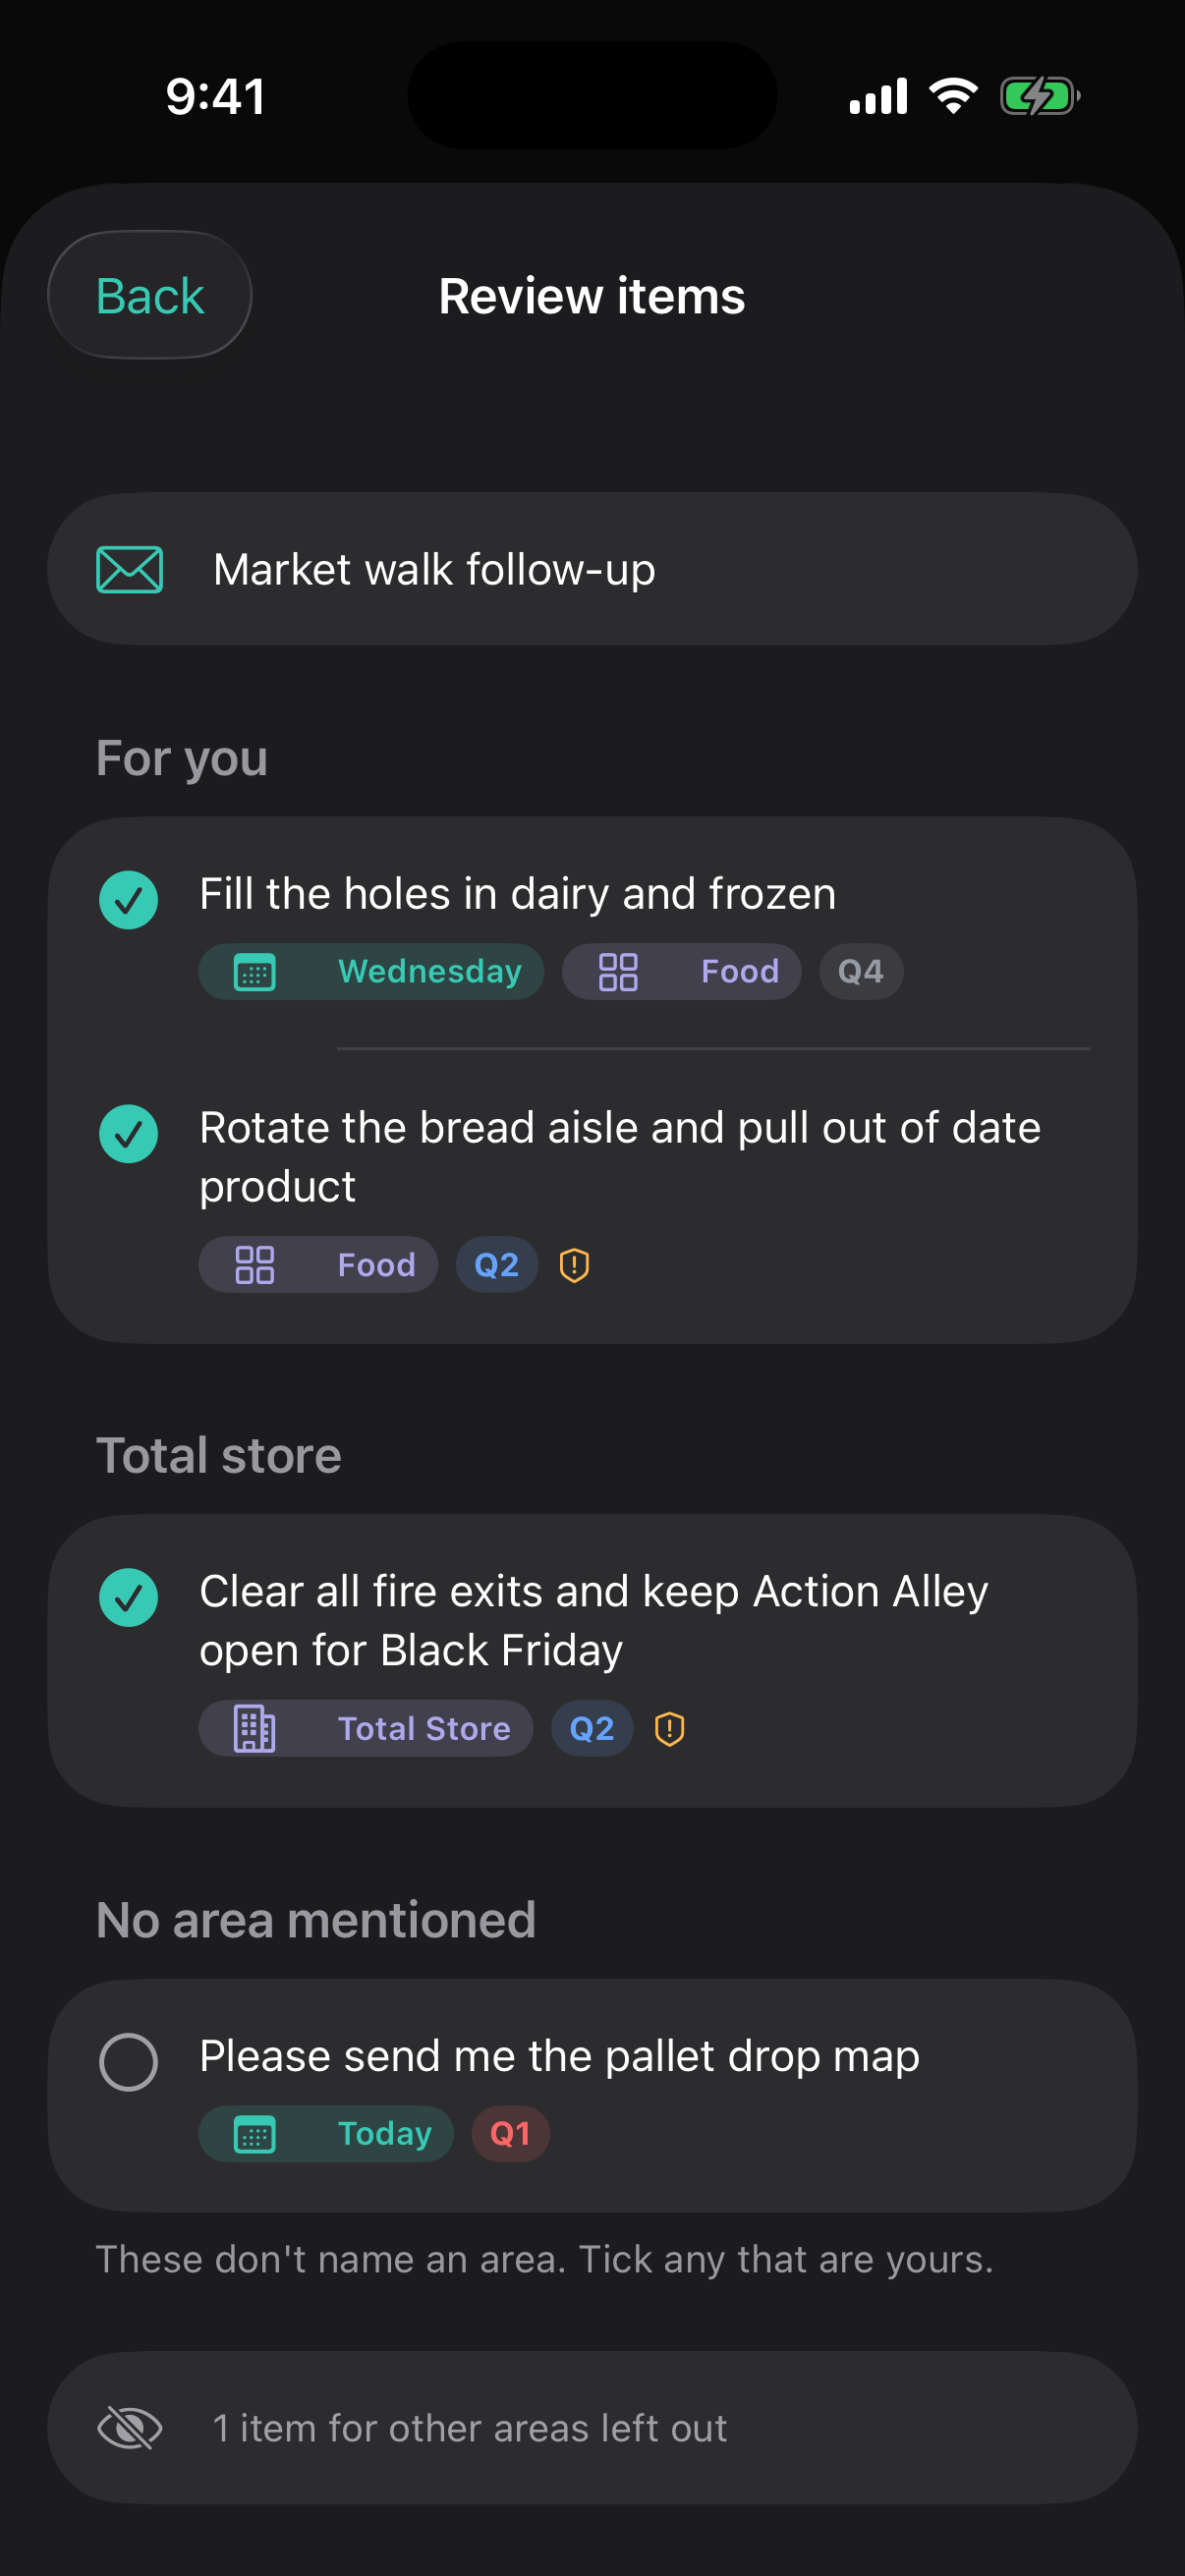 9:41
Back
Review items
Market walk follow-up
For you
Fill the holes in dairy and frozen
Wednesday Food Q4
Rotate the bread aisle and pull out of date
product
Food Q2
Total store
Clear all fire exits and keep Action Alley
open for Black Friday
Total Store Q2
No area mentioned
Please send me the pallet drop map
Today Q1
These don't name an area. Tick any that are yours.
1 item for other areas left out